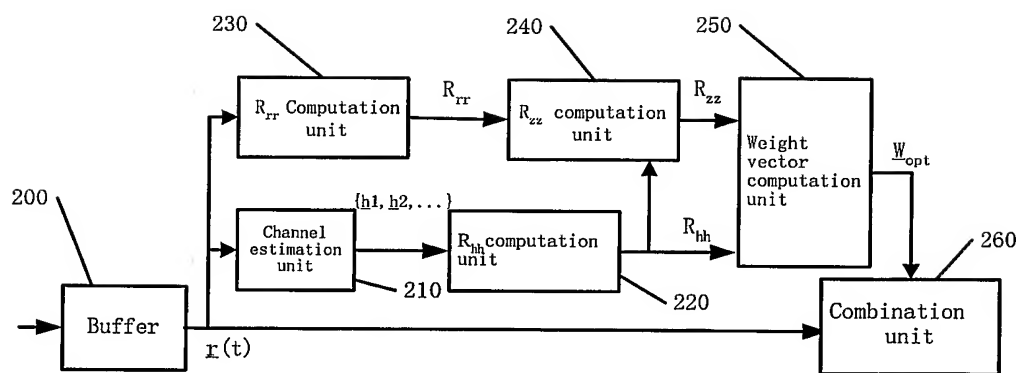 230
240
250
R_rr Computation unit
R_rr
R_zz computation unit
R_zz
Weight vector computation unit
W_opt
200
{h1, h2, ...}
Channel estimation unit
210
R_hh computation unit
220
R_hh
260
Buffer
r(t)
Combination unit